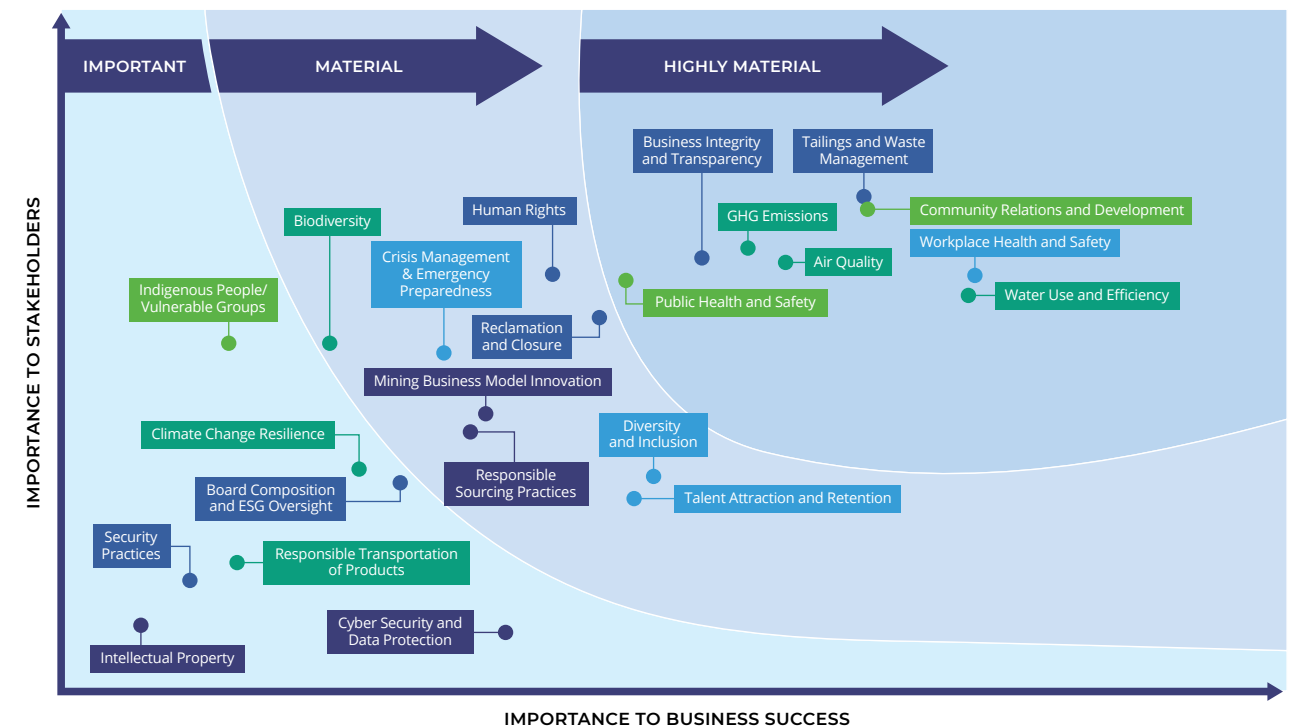 IMPORTANT
MATERIAL
HIGHLY MATERIAL
IMPORTANCE TO STAKEHOLDERS
Business Integrity
and Transparency
Tailings and Waste
Management
Human Rights
Biodiversity
GHG Emissions
Community Relations and Development
Workplace Health and Safety
Crisis Management
& Emergency
Preparedness
Air Quality
Indigenous People/
Vulnerable Groups
Public Health and Safety
Water Use and Efficiency
Reclamation
and Closure
Mining Business Model Innovation
Climate Change Resilience
Diversity
and Inclusion
Responsible
Sourcing Practices
Board Composition
and ESG Oversight
Talent Attraction and Retention
Security
Practices
Responsible Transportation
of Products
Cyber Security and
Data Protection
Intellectual Property
IMPORTANCE TO BUSINESS SUCCESS